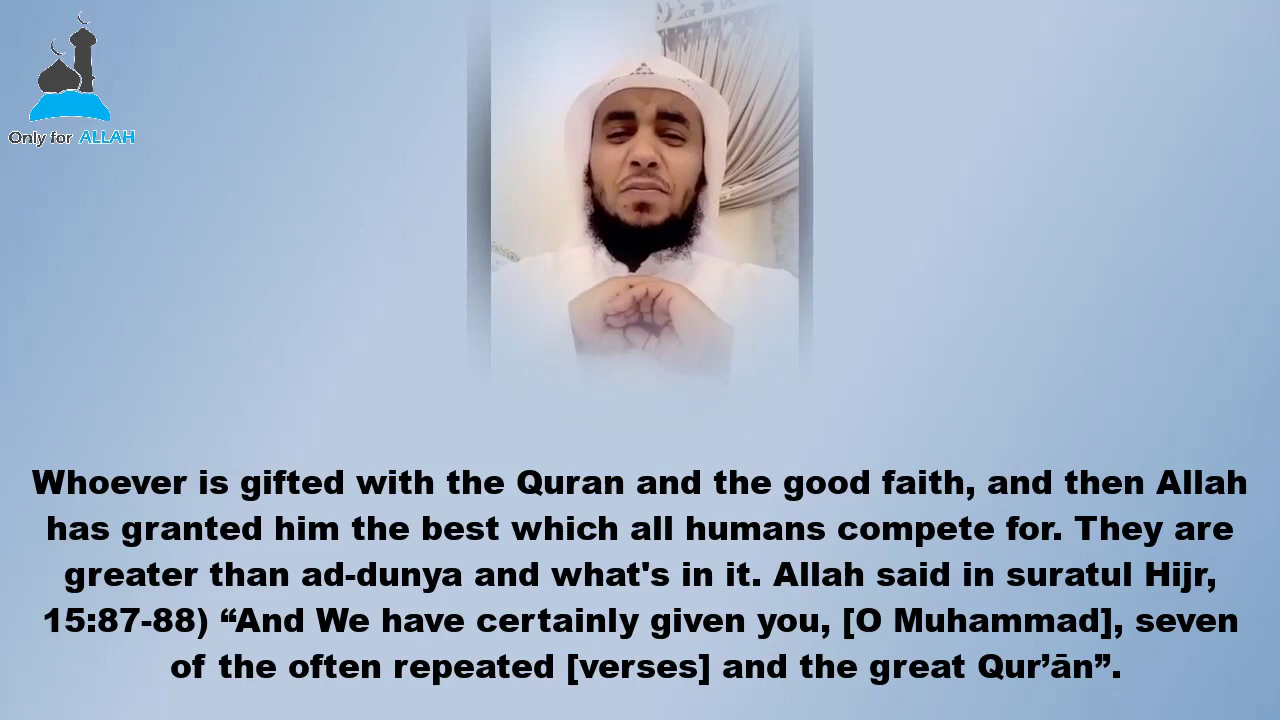 Only for ALLAH
Whoever is gifted with the Quran and the good faith, and then Allah
has granted him the best which all humans compete for. They are
greater than ad-dunya and what's in it. Allah said in suratul Hijr,
15:87-88) “And We have certainly given you, [O Muhammad], seven
of the often repeated [verses] and the great Qur’ān”.